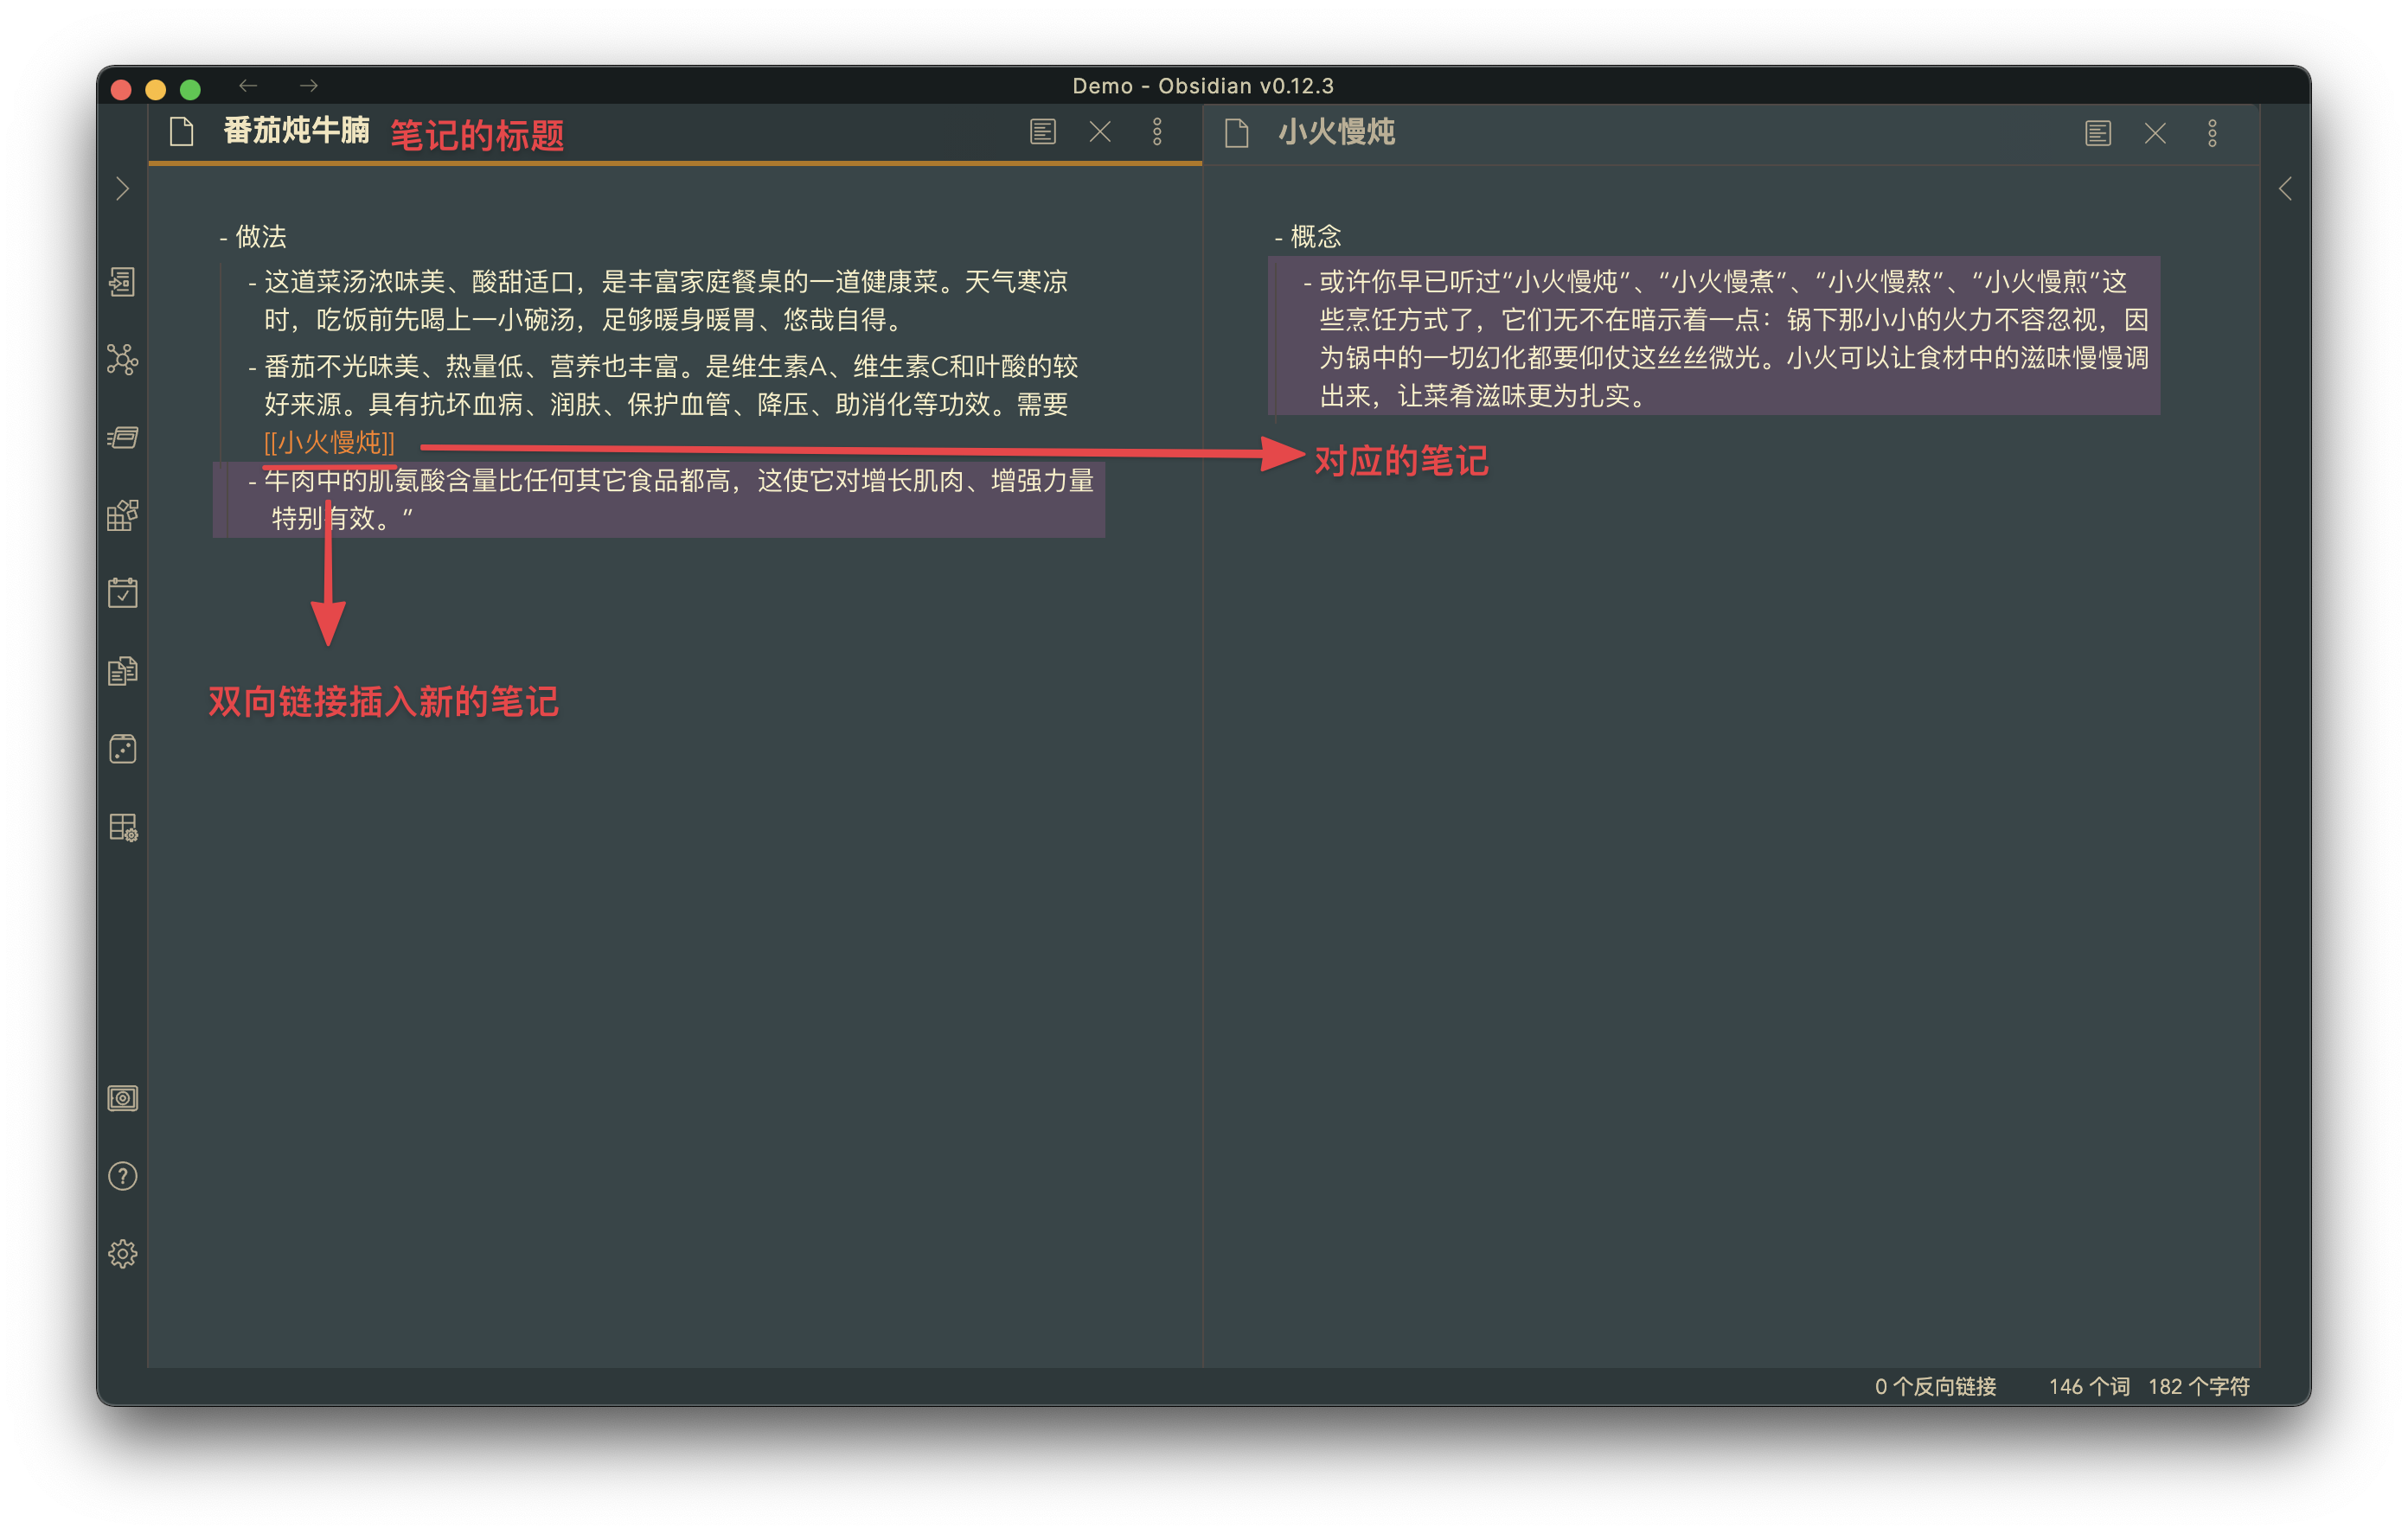 Demo - Obsidian v0.12.3
番茄炖牛腩 笔记的标题
- 做法
- 这道菜汤浓味美、酸甜适口，是丰富家庭餐桌的一道健康菜。天气寒凉
时，吃饭前先喝上一小碗汤，足够暖身暖胃、悠哉自得。
- 番茄不光味美、热量低、营养也丰富。是维生素A、维生素C和叶酸的较
好来源。具有抗坏血病、润肤、保护血管、降压、助消化等功效。需要
[[小火慢炖]]
- 牛肉中的肌氨酸含量比任何其它食品都高，这使它对增长肌肉、增强力量
特别有效。”
双向链接插入新的笔记
小火慢炖
- 概念
- 或许你早已听过“小火慢炖”、“小火慢煮”、“小火慢熬”、“小火慢煎”这
些烹饪方式了，它们无不在暗示着一点：锅下那小小的火力不容忽视，因
为锅中的一切幻化都要仰仗这丝丝微光。小火可以让食材中的滋味慢慢调
出来，让菜肴滋味更为扎实。
对应的笔记
0 个反向链接 146 个词 182 个字符